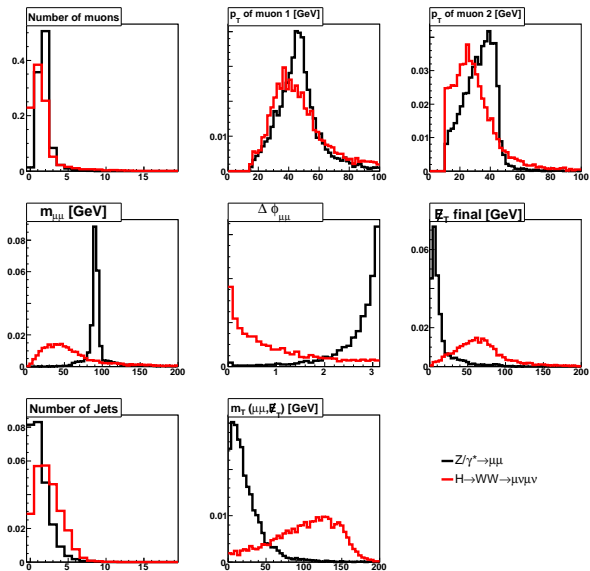 Number of muons
0.4
0.2
0
0 5 10 15
p_T of muon 1 [GeV]
0.01
0 20 40 60 80 100
p_T of muon 2 [GeV]
0.03
0.02
0.01
0
0 20 40 60 80 100
m_μμ [GeV]
0.08
0.06
0.04
0.02
0
0 50 100 150 200
Δ ϕ_μμ
0 1 2 3
E̸_T final [GeV]
0.06
0.04
0.02
0.00
0 50 100 150 200
Number of Jets
0.08
0.06
0.04
0.02
0
0 5 10 15
m_T (μμ,E̸_T) [GeV]
0.01
0 50 100 150 200
Z/γ*→μμ
H→WW→μνμν